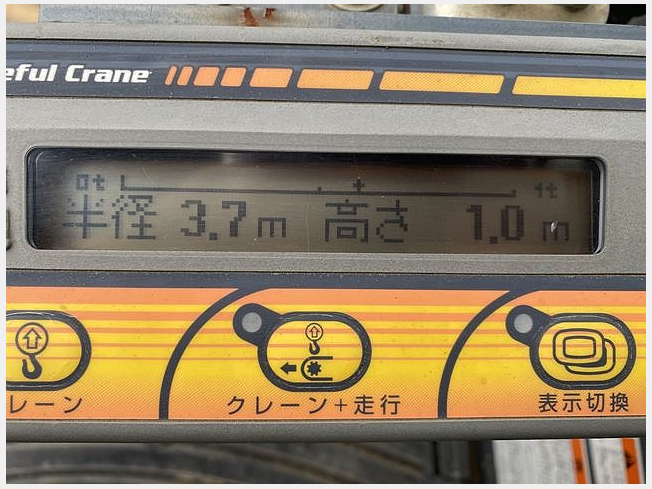 eful Crane
0t 1t
半径 3.7m 高さ 1.0 m
レーン クレーン+走行 表示切換